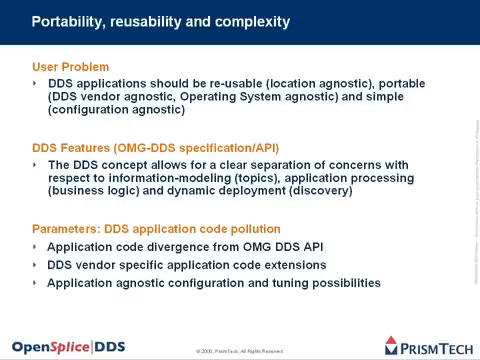 Portability, reusability and complexity
User Problem
DDS applications should be re-usable (location agnostic), portable
(DDS vendor agnostic, Operating System agnostic) and simple
(configuration agnostic)
DDS Features (OMG-DDS specification/API)
The DDS concept allows for a clear separation of concerns with
respect to information-modeling (topics), application processing
(business logic) and dynamic deployment (discovery)
Parameters: DDS application code pollution
Application code divergence from OMG DDS API
DDS vendor specific application code extensions
Application agnostic configuration and tuning possibilities
OpenSplice|DDS
PrismTech, All Rights Reserved
PRISMTECH